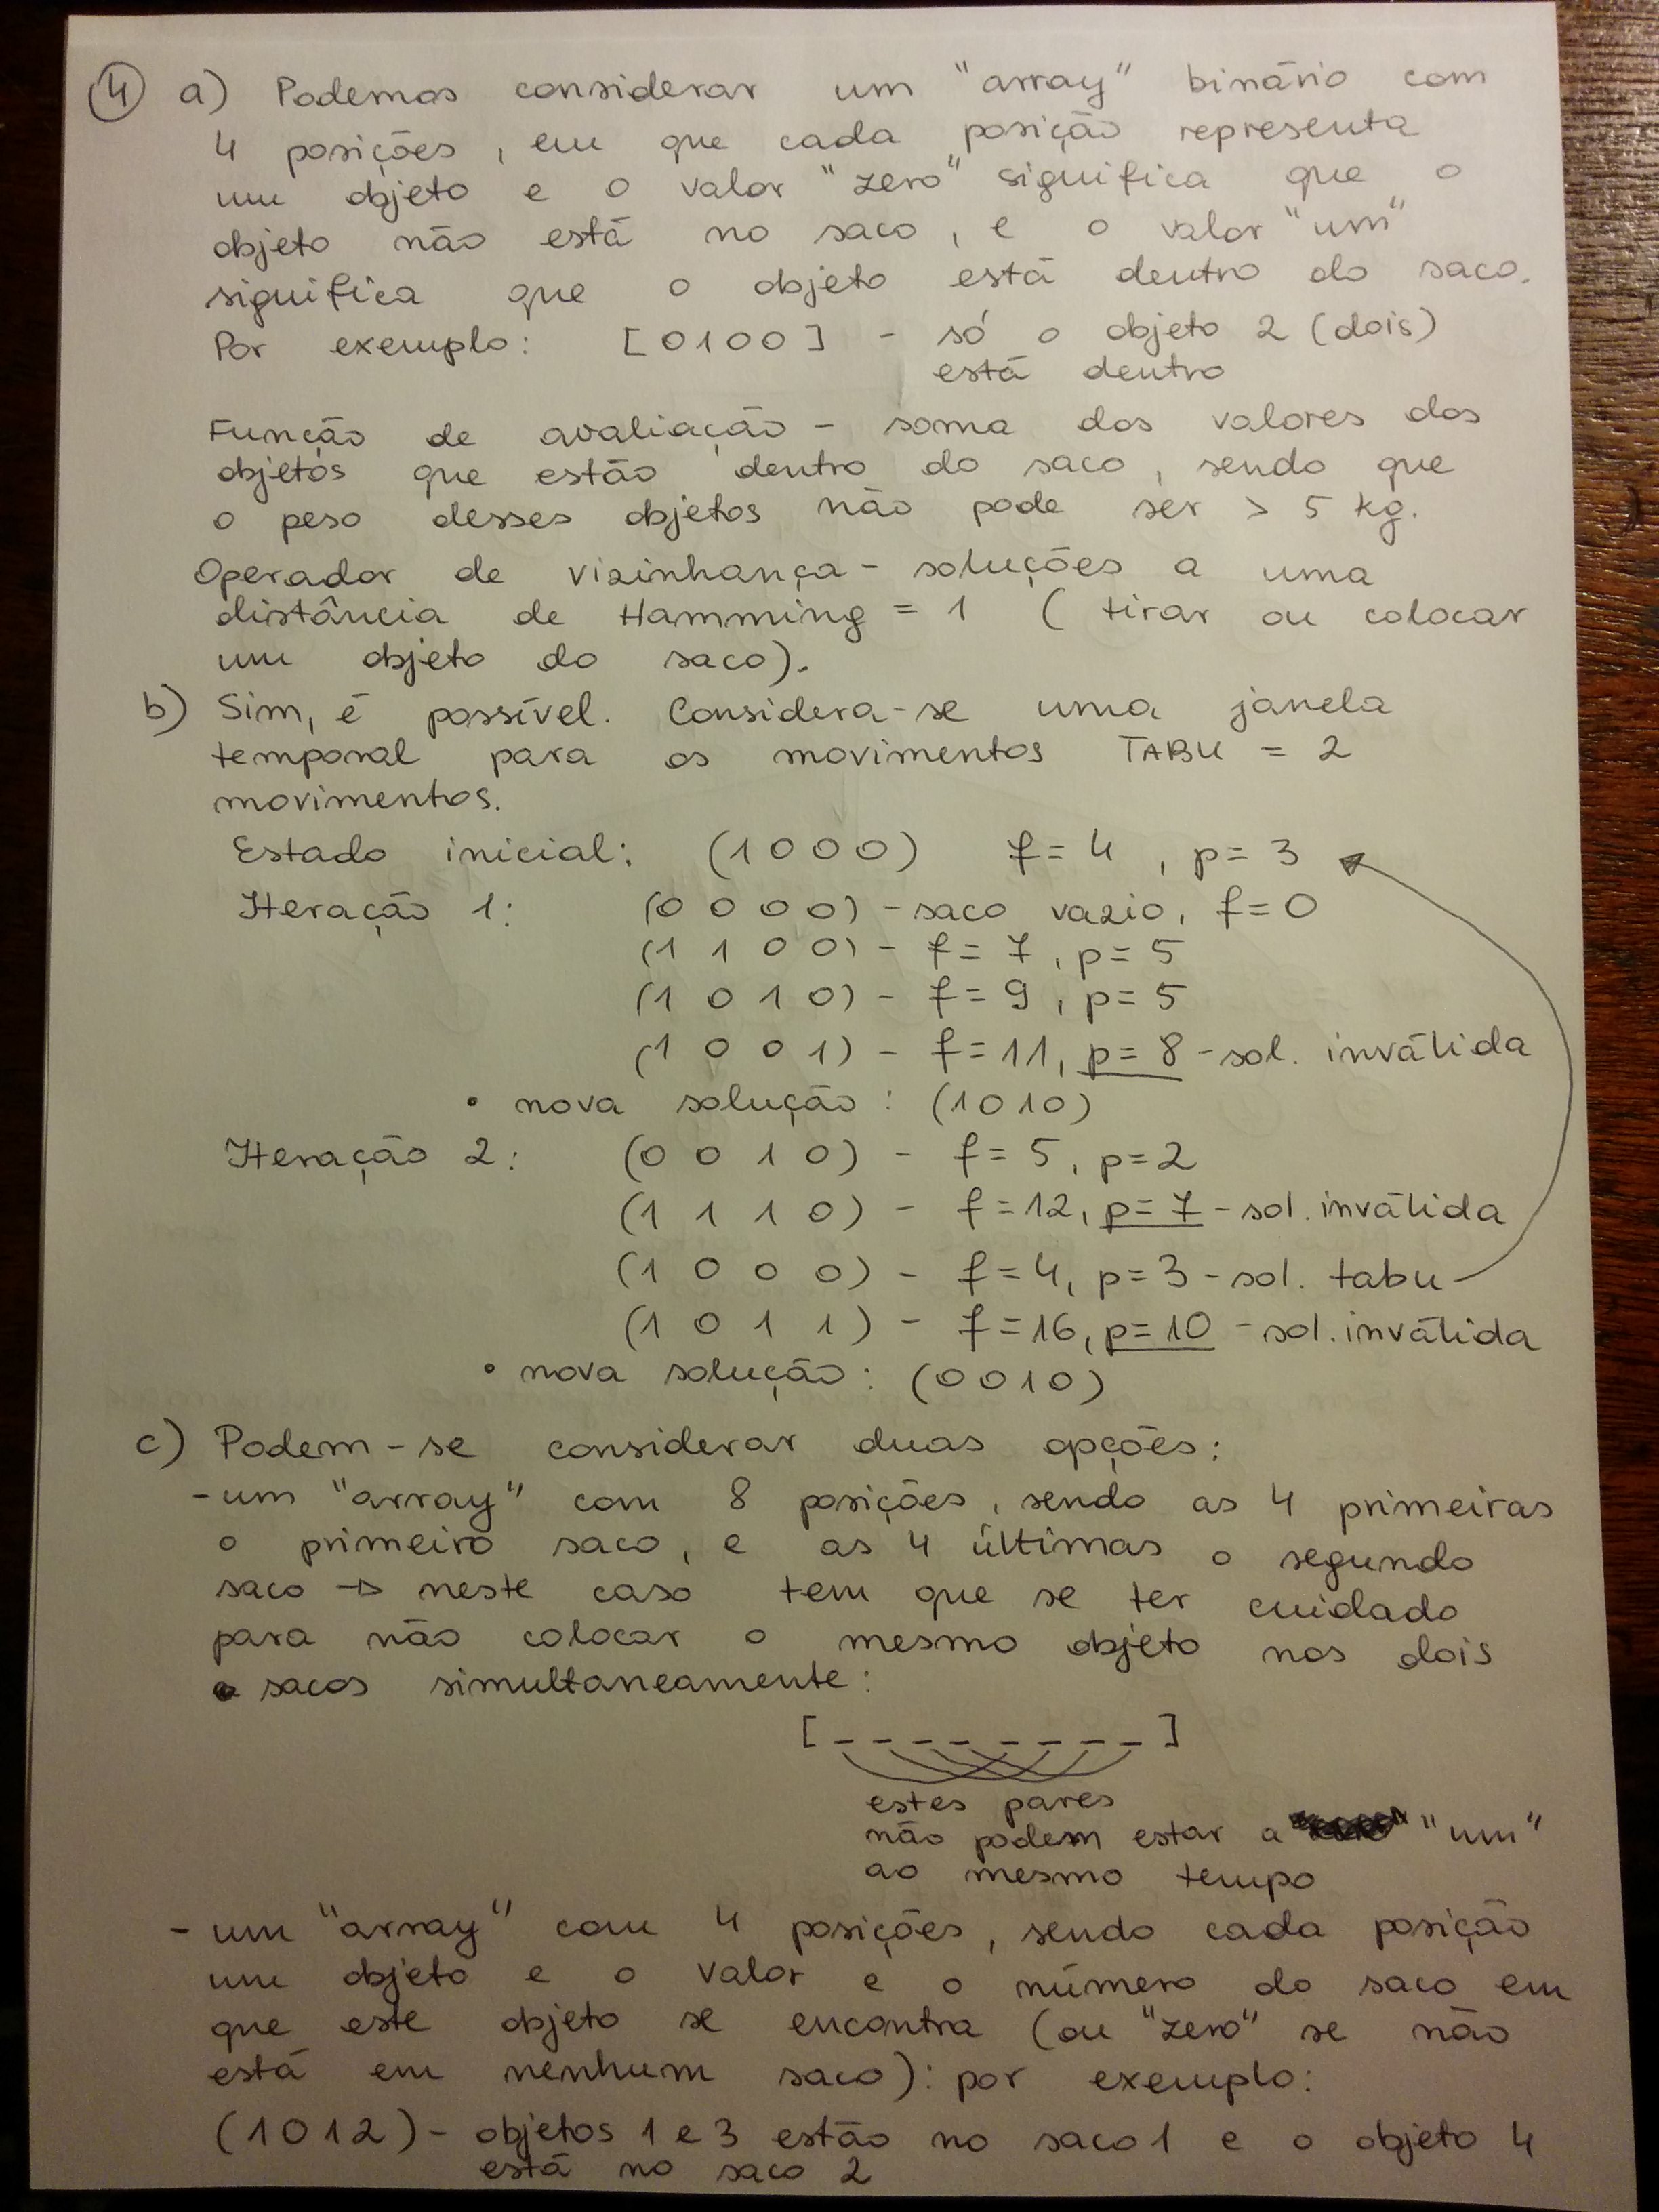 4 a) Podemos considerar um "array" binário com
4 posições, em que cada posição representa
um objeto e o valor "zero" significa que o
objeto não está no saco, e o valor "um"
significa que o objeto está dentro do saco.
Por exemplo: [0100] - só o objeto 2 (dois)
está dentro
Função de avaliação - soma dos valores dos
objetos que estão dentro do saco, sendo que
o peso desses objetos não pode ser > 5 kg.
Operador de vizinhança - soluções a uma
distância de Hamming = 1 (tirar ou colocar
um objeto do saco).
b) Sim, é possível. Considera-se uma janela
temporal para os movimentos TABU = 2
movimentos.
Estado inicial: (1000) f=4, p=3
Iteração 1: (0000) - saco vazio, f=0
(1100) - f=7, p=5
(1010) - f=9, p=5
(1001) - f=11, p=8 - sol. inválida
• nova solução: (1010)
Iteração 2: (0010) - f=5, p=2
(1110) - f=12, p=7 - sol. inválida
(1000) - f=4, p=3 - sol. tabu
(1011) - f=16, p=10 - sol. inválida
• nova solução: (0010)
c) Podem-se considerar duas opções:
- um "array" com 8 posições, sendo as 4 primeiras
o primeiro saco, e as 4 últimas o segundo
saco → neste caso tem que se ter cuidado
para não colocar o mesmo objeto nos dois
sacos simultaneamente:
[_ _ _ _ _ _ _ _]
estes pares
não podem estar a "um"
ao mesmo tempo
- um "array" com 4 posições, sendo cada posição
um objeto e o valor e o número do saco em
que este objeto se encontra (ou "zero" se não
está em nenhum saco): por exemplo:
(1012) - objetos 1 e 3 estão no saco 1 e o objeto 4
está no saco 2